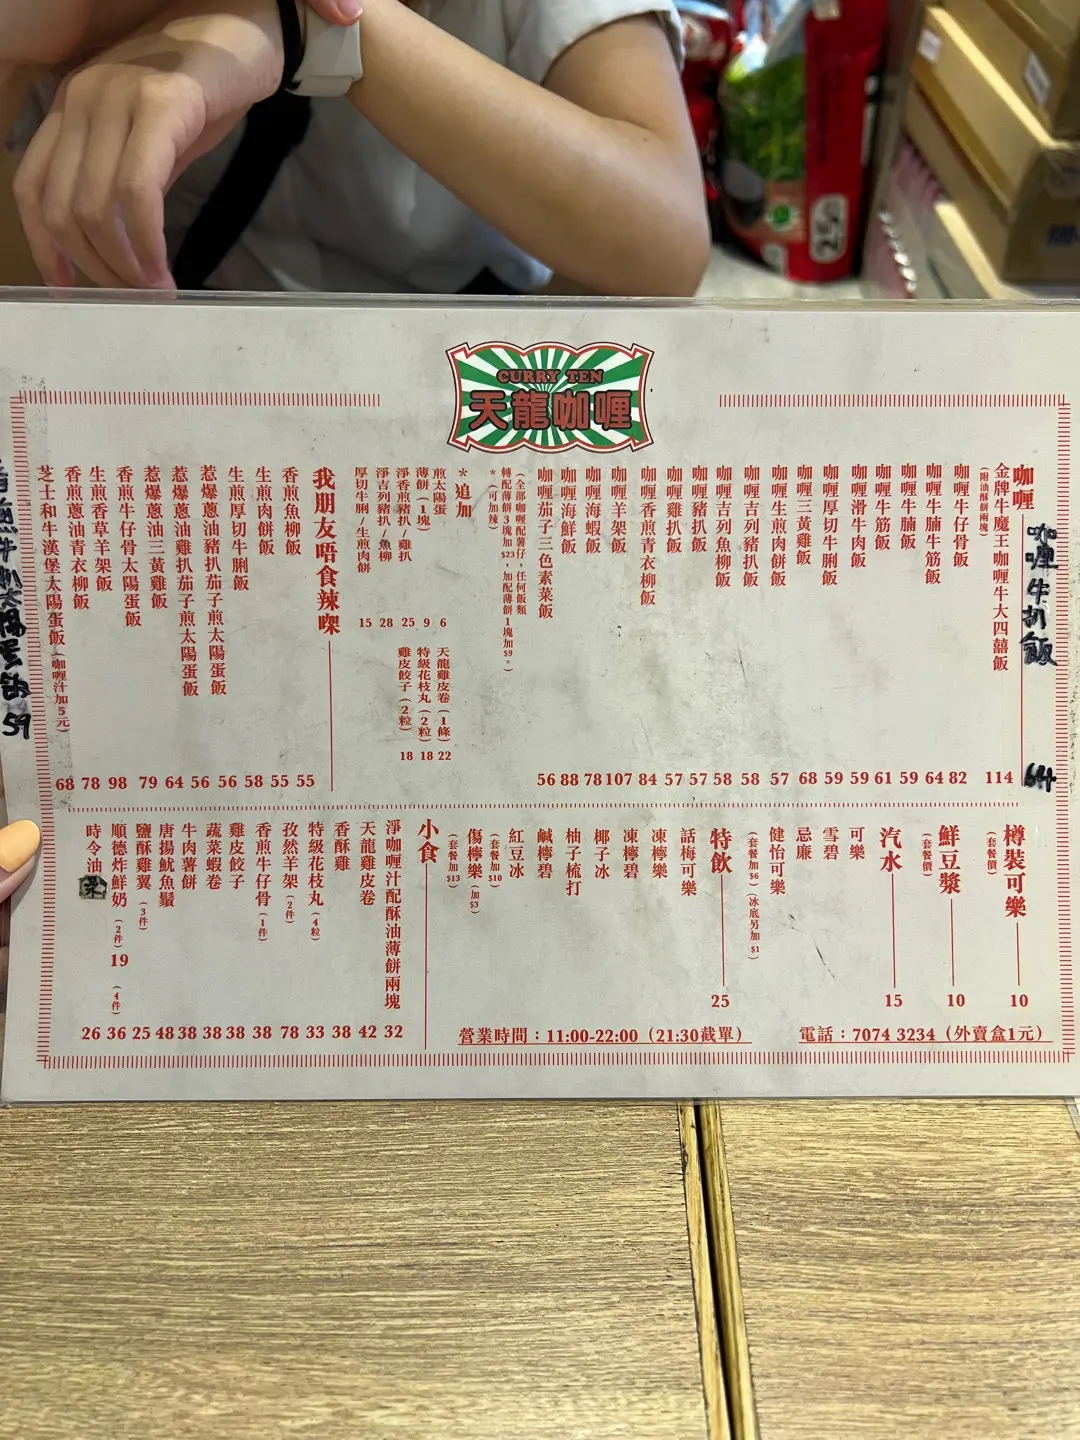 CURRY TEN
天龍咖喱
咖喱
咖喱牛扒飯 64
金牌牛魔王咖喱牛大四囍飯 114
(附油酥餅兩塊)
咖喱牛仔骨飯 82
咖喱牛腩牛筋飯 64
咖喱牛腩飯 59
咖喱牛筋飯 61
咖喱滑牛肉飯 59
咖喱厚切牛脷飯 59
咖喱三黃雞飯 68
咖喱生煎肉餅飯 57
咖喱吉列豬扒飯 58
咖喱吉列魚柳飯 58
咖喱豬扒飯 57
咖喱雞扒飯 57
咖喱香煎青衣柳飯 84
咖喱羊架飯 107
咖喱海蝦飯 78
咖喱海鮮飯 88
咖喱茄子三色素菜飯 56
(全部咖喱飯配薯仔，任何飯類
轉配薄餅3塊加$23，加配薄餅1塊加$9。)
*(可加辣)
*追加
煎太陽蛋 6
薄餅(1塊) 9
淨香煎豬扒/雞扒 25
淨吉列豬扒/魚柳 28
厚切牛脷/生煎肉餅 15
天龍雞皮卷(1條) 22
特級花枝丸(2粒) 18
雞皮餃子(2粒) 18
我朋友唔食辣㗎
香煎魚柳飯 55
生煎肉餅飯 55
生煎厚切牛脷飯 58
惹爆蔥油豬扒茄子煎太陽蛋飯 56
惹爆蔥油雞扒茄子煎太陽蛋飯 56
惹爆蔥油三黃雞飯 64
香煎牛仔骨太陽蛋飯 79
生煎香草羊架飯 98
香煎蔥油青衣柳飯 78
芝士和牛漢堡太陽蛋飯(咖喱汁加5元) 68
煎牛扒太陽蛋飯 59
樽裝可樂 10
(套餐價)
鮮豆漿 10
(套餐價)
汽水 15
可樂
雪碧
忌廉
健怡可樂
(套餐加$6)(冰底另加$1)
特飲 25
話梅可樂
凍檸樂
凍檸檬
椰子冰
柚子梳打
鹹檸碧
紅豆冰
(套餐加$10)
傷檸樂(加$3)
(套餐加$13)
小食
淨咖喱汁配酥油薄餅兩塊 32
天龍雞皮卷 42
香酥雞 38
特級花枝丸(4粒) 33
孜然羊架(2件) 78
香煎牛仔骨(1件) 38
雞皮餃子 38
蔬菜蝦卷 38
牛肉薯餅 38
唐揚魷魚鬚 48
鹽酥雞翼(3件) 25
順德炸鮮奶(2件) 19 (4件) 36
時令油菜 26
營業時間：11:00-22:00（21:30截單）
電話：7074 3234（外賣盒1元）